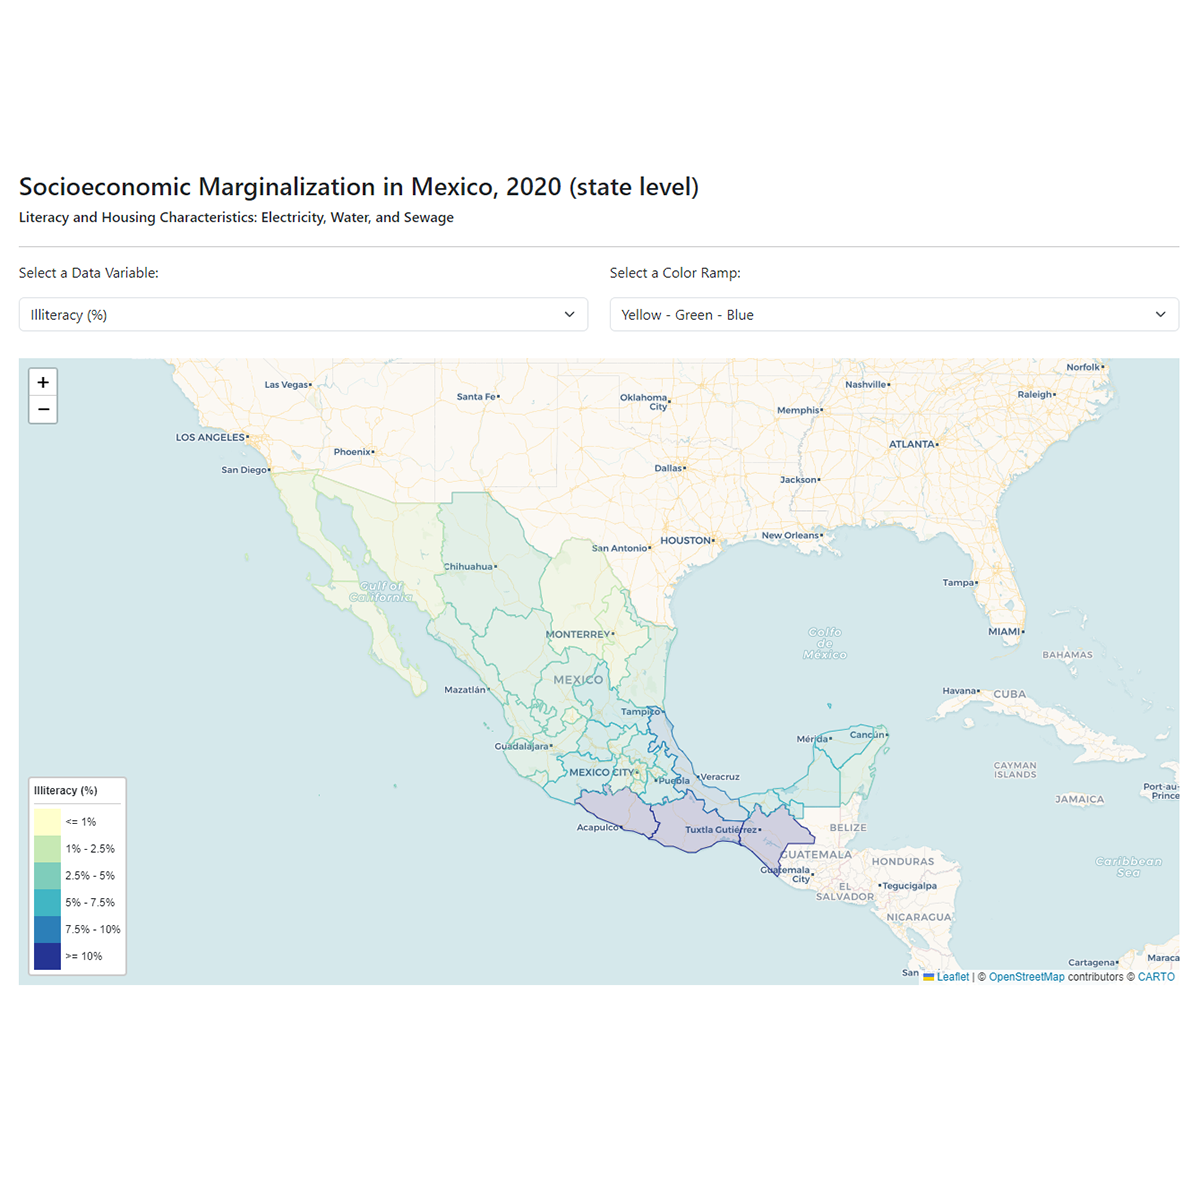 Socioeconomic Marginalization in Mexico, 2020 (state level)
Literacy and Housing Characteristics: Electricity, Water, and Sewage
Select a Data Variable:
Select a Color Ramp:
Illiteracy (%)
Yellow - Green - Blue
+
−
Las Vegas
Santa Fe
Oklahoma
City
Nashville
Norfolk
Raleigh
Memphis
LOS ANGELES
Phoenix
ATLANTA
San Diego
Dallas
Jackson
San Antonio
HOUSTON
New Orleans
Chihuahua
Tampa
Gulf of
California
MONTERREY
Golfo
de
México
MIAMI
BAHAMAS
MEXICO
Mazatlán
Havana
CUBA
Tampico
Guadalajara
Mérida
Cancún
MEXICO CITY
Puebla
Veracruz
CAYMAN
ISLANDS
JAMAICA
Port-au-
Prince
Acapulco
Tuxtla Gutiérrez
BELIZE
GUATEMALA
HONDURAS
Caribbean
Sea
Guatemala
City
EL
SALVADOR
Tegucigalpa
NICARAGUA
Cartagena
Maraca
San
Illiteracy (%)
<= 1%
1% - 2.5%
2.5% - 5%
5% - 7.5%
7.5% - 10%
>= 10%
Leaflet | © OpenStreetMap contributors © CARTO